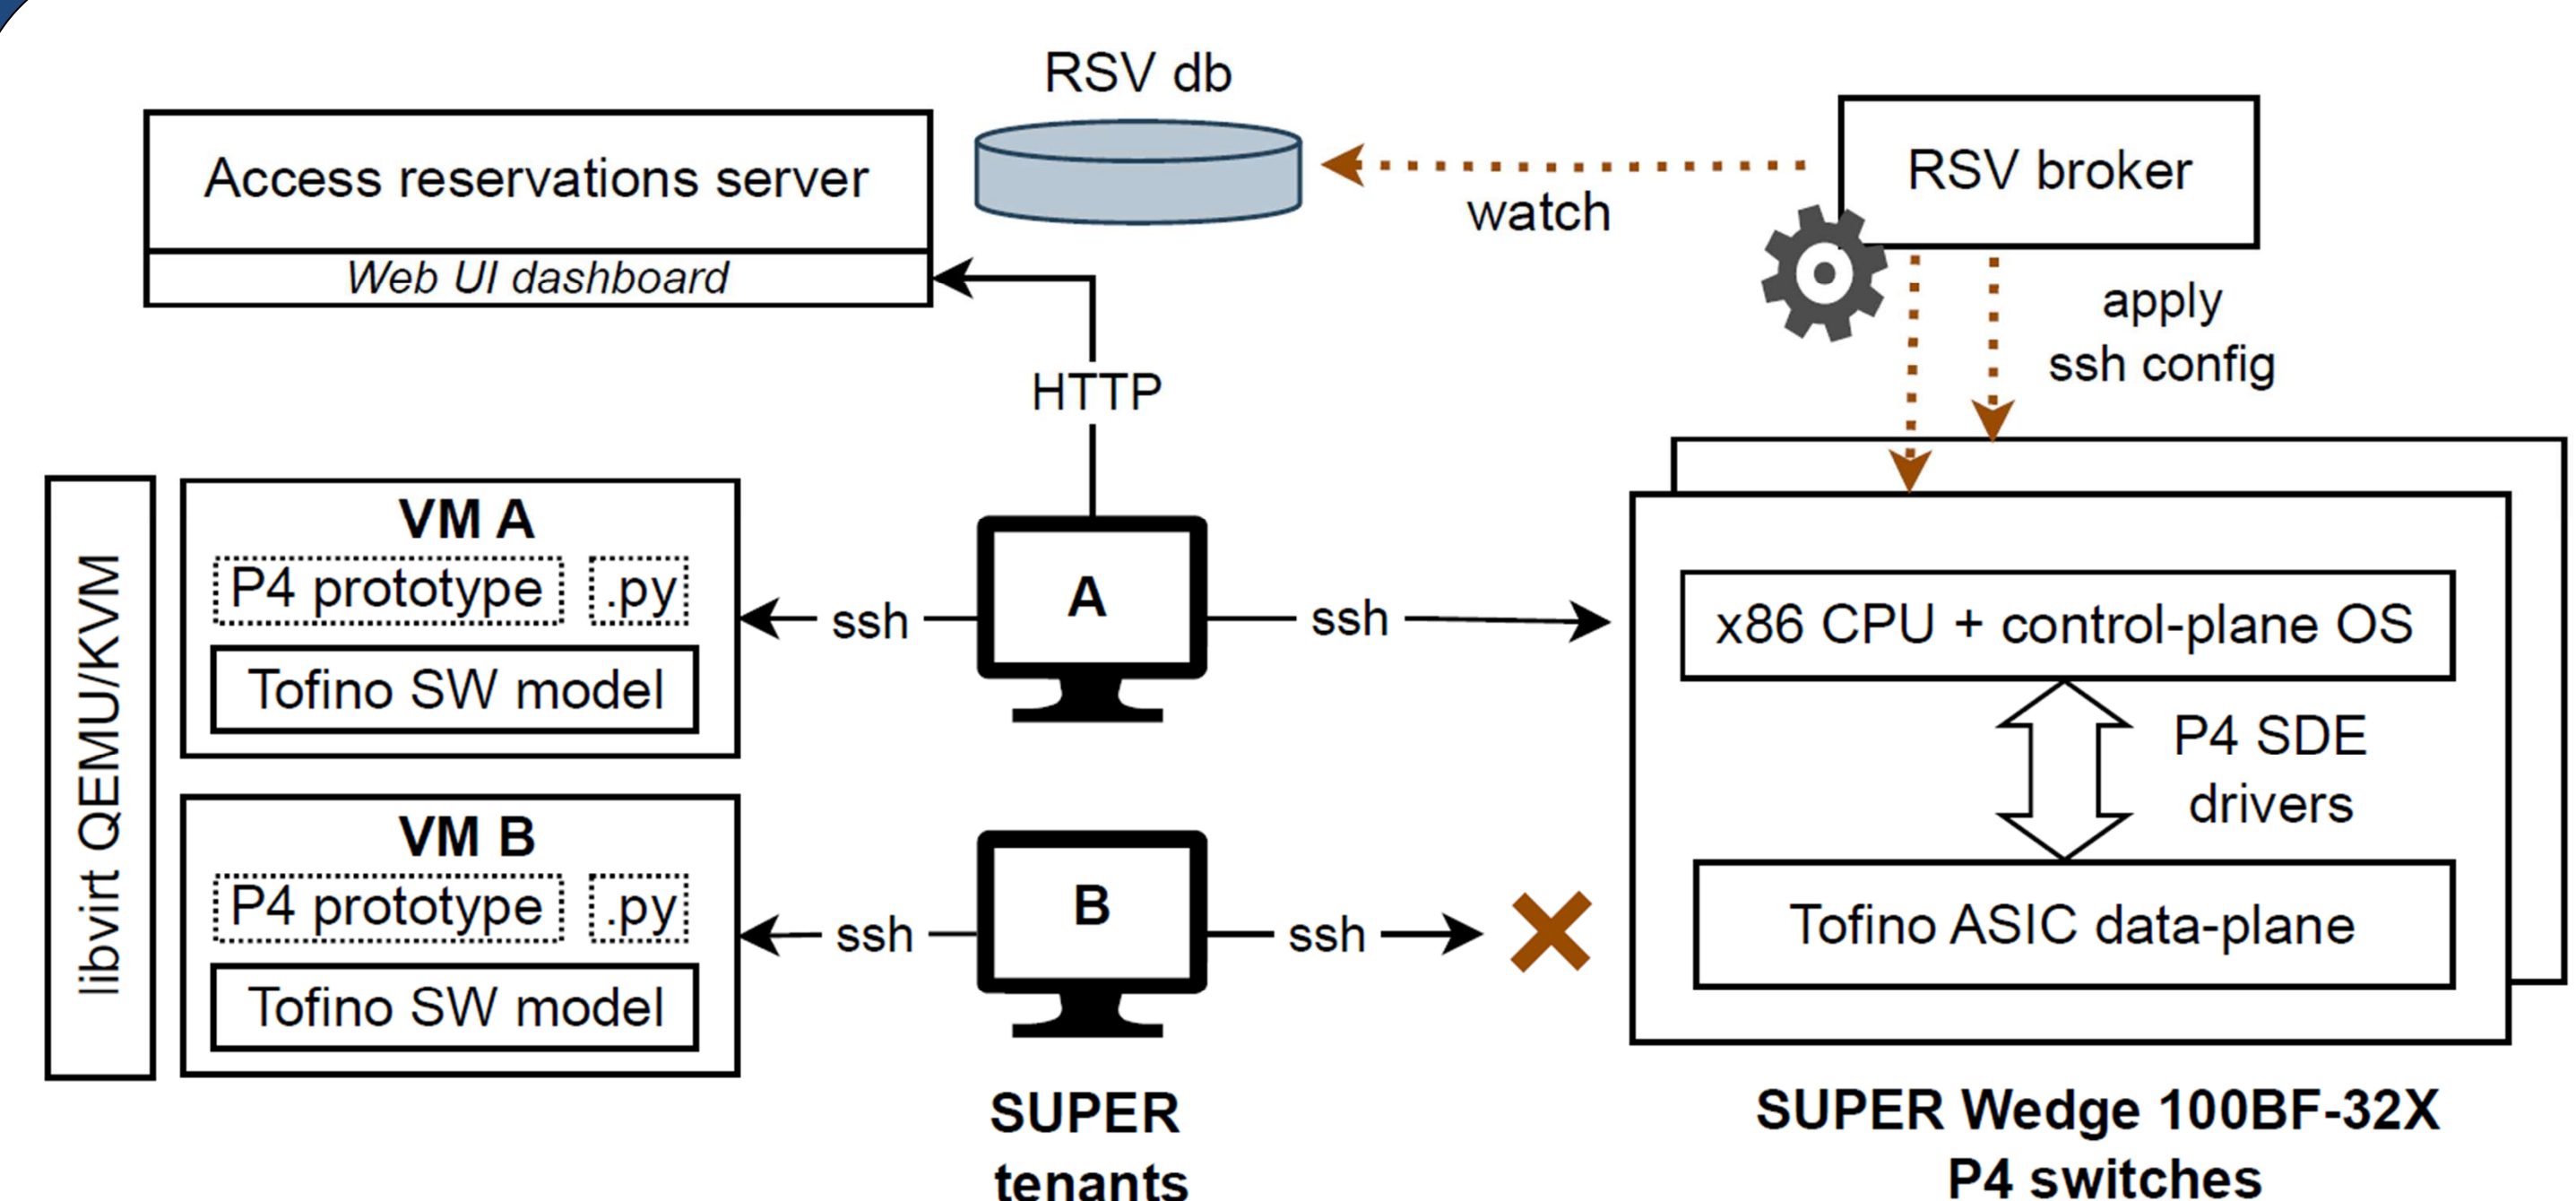 RSV db
Access reservations server
Web UI dashboard
watch
RSV broker
apply
ssh config
HTTP
libvirt QEMU/KVM
VM A
P4 prototype
.py
Tofino SW model
ssh
A
ssh
x86 CPU + control-plane OS
P4 SDE
drivers
Tofino ASIC data-plane
VM B
P4 prototype
.py
Tofino SW model
ssh
B
ssh
SUPER
tenants
SUPER Wedge 100BF-32X
P4 switches